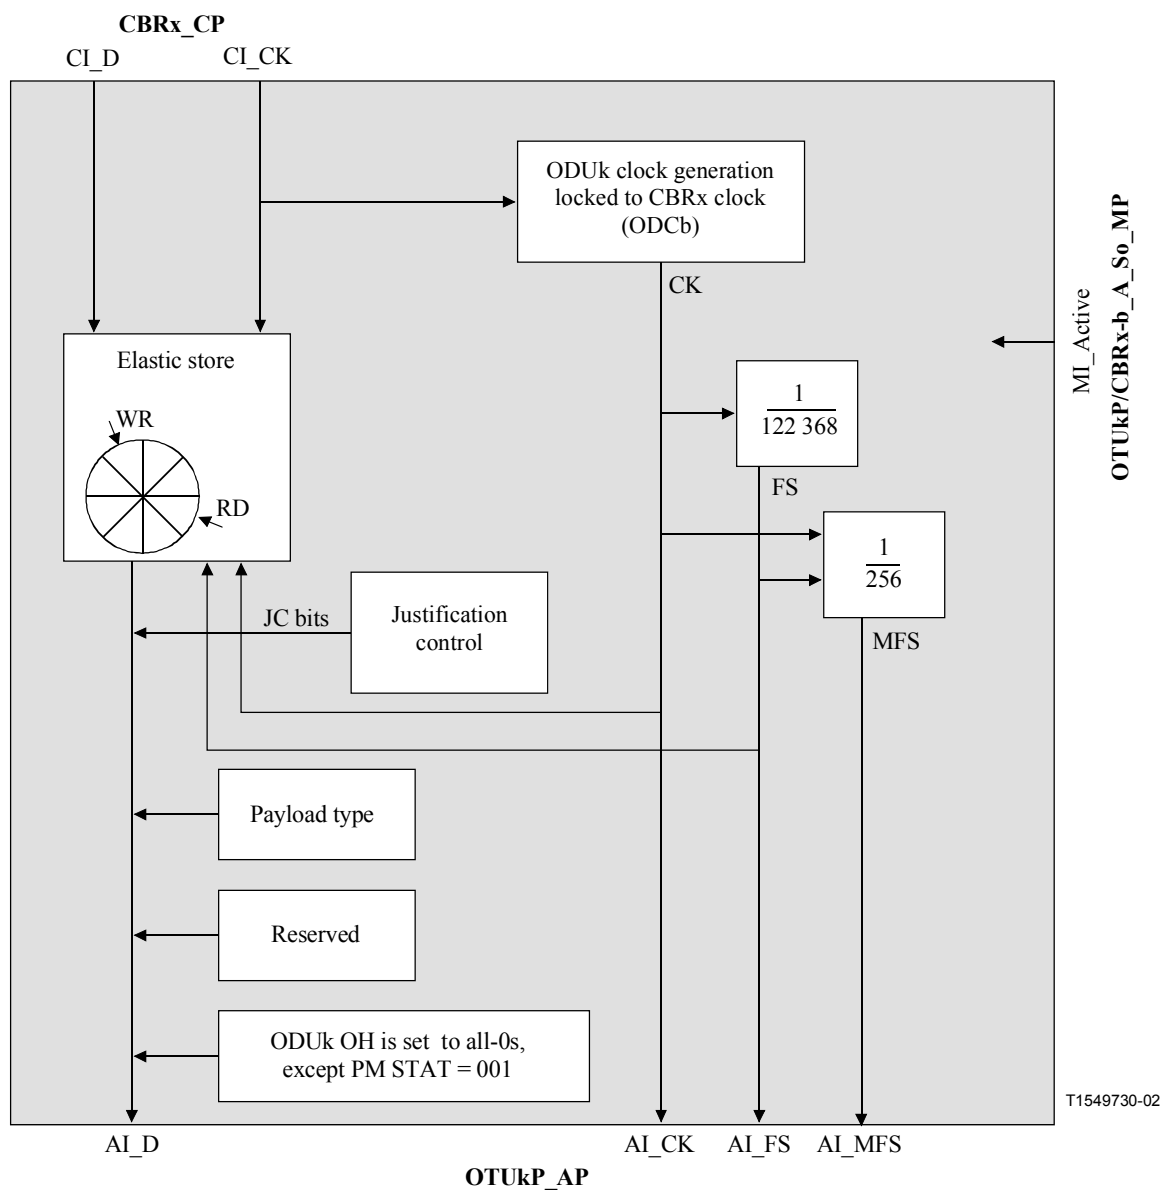 CBRx_CP
CI_D
CI_CK
ODUk clock generation
locked to CBRx clock
(ODCb)
CK
MI_Active
OTUkP/CBRx-b_A_So_MP
Elastic store
WR
RD
1
122 368
FS
1
256
MFS
JC bits
Justification
control
Payload type
Reserved
ODUk OH is set to all-0s,
except PM STAT = 001
T1549730-02
AI_D
AI_CK
AI_FS
AI_MFS
OTUkP_AP